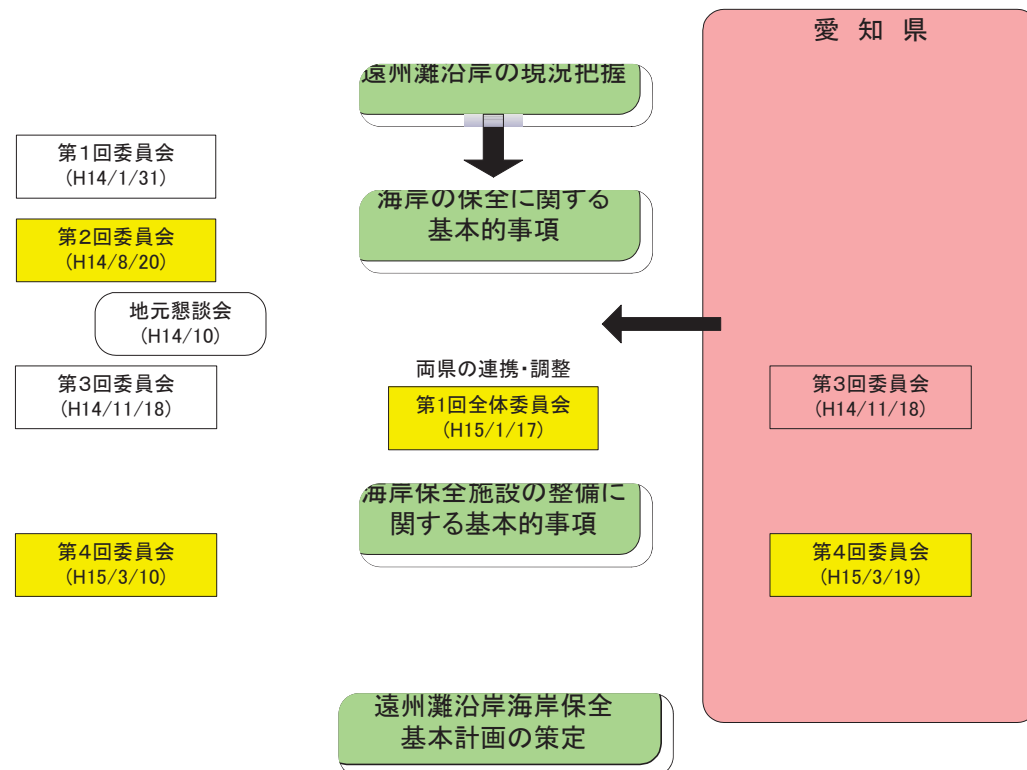 愛 知 県
遠州灘沿岸の現況把握
第1回委員会
(H14/1/31)
海岸の保全に関する
基本的事項
第2回委員会
(H14/8/20)
地元懇談会
(H14/10)
両県の連携・調整
第3回委員会
(H14/11/18)
第1回全体委員会
(H15/1/17)
第3回委員会
(H14/11/18)
海岸保全施設の整備に
関する基本的事項
第4回委員会
(H15/3/10)
第4回委員会
(H15/3/19)
遠州灘沿岸海岸保全
基本計画の策定